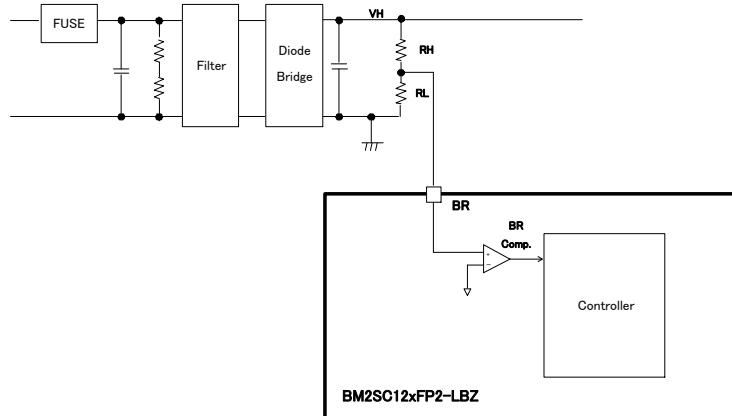 FUSE
VH
Filter
Diode
Bridge
RH
RL
BR
BR
Comp.
+
−
Controller
BM2SC12xFP2-LBZ